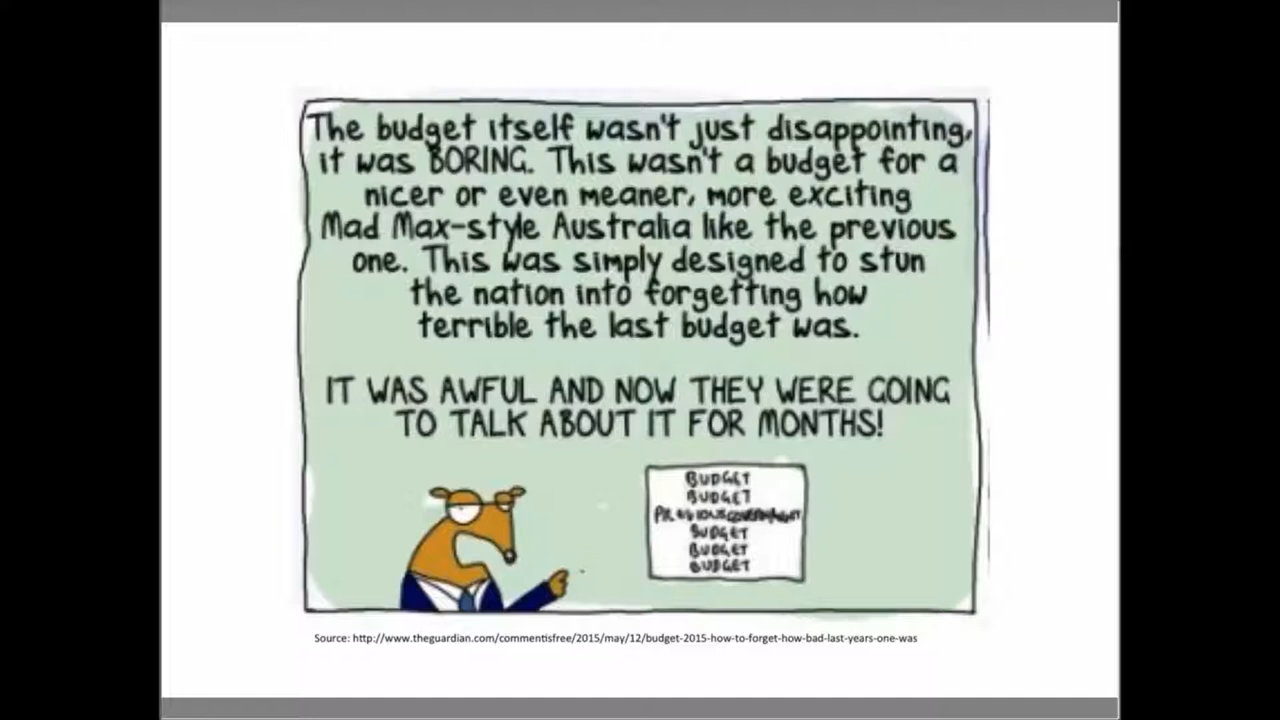 The budget itself wasn't just disappointing,
it was BORING. This wasn't a budget for a
nicer or even meaner, more exciting
Mad Max-style Australia like the previous
one. This was simply designed to stun
the nation into forgetting how
terrible the last budget was.
IT WAS AWFUL AND NOW THEY WERE GOING
TO TALK ABOUT IT FOR MONTHS!
BUDGET
BUDGET
PREVIOUS GOVERNMENT
BUDGET
BUDGET
BUDGET
Source: http://www.theguardian.com/commentisfree/2015/may/12/budget-2015-how-to-forget-how-bad-last-years-one-was